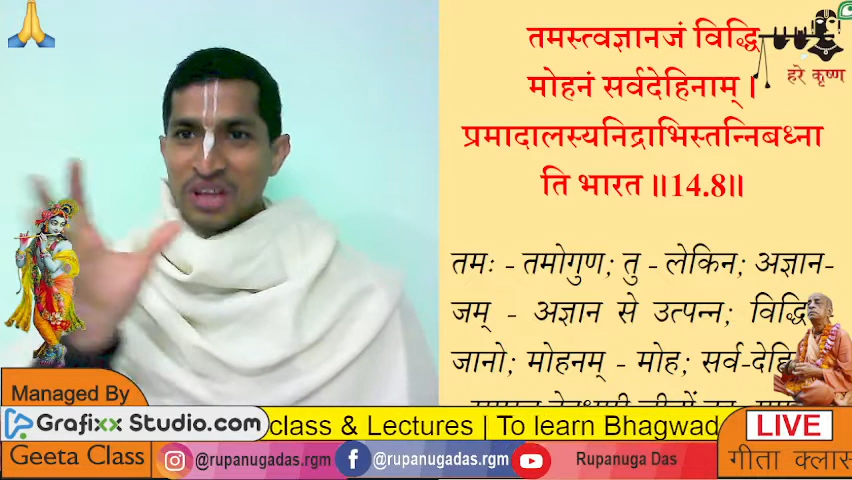 तमस्त्वज्ञानजं विद्धि
मोहनं सर्वदेहिनाम् ।
प्रमादालस्यनिद्राभिस्तन्निबध्ना
ति भारत ॥14.8॥
हरे कृष्ण
तमः - तमोगुण; तु - लेकिन; अज्ञान-
जम् - अज्ञान से उत्पन्न; विद्धि
जानो; मोहनम् - मोह; सर्व-देहि
Managed By
Grafixx Studio.com
class & Lectures | To learn Bhagwad
LIVE
Geeta Class
@rupanugadas.rgm
@rupanugadas.rgm
Rupanuga Das
गीता क्लास